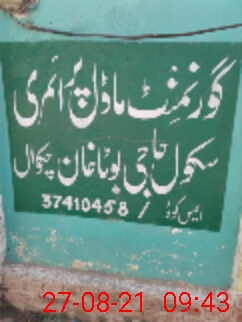 گورنمنٹ ماڈل پرائمری
سکول حاجی بوٹا خان چکوال
ایمس کوڈ / 37410458
27-08-21 09:43